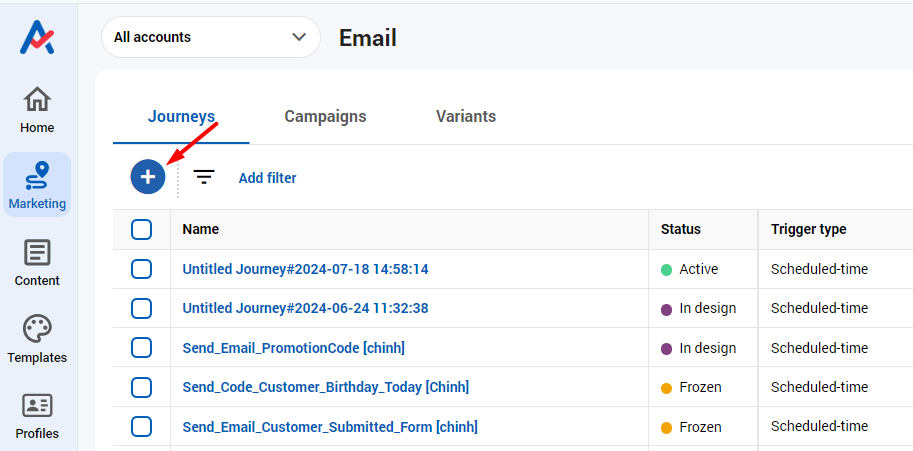 All accounts
Email
Home
Marketing
Content
Templates
Profiles
Journeys
Campaigns
Variants
Add filter
Name Status Trigger type
Untitled Journey#2024-07-18 14:58:14 Active Scheduled-time
Untitled Journey#2024-06-24 11:32:38 In design Scheduled-time
Send_Email_PromotionCode [chinh] In design Scheduled-time
Send_Code_Customer_Birthday_Today [Chinh] Frozen Scheduled-time
Send_Email_Customer_Submitted_Form [chinh] Frozen Scheduled-time